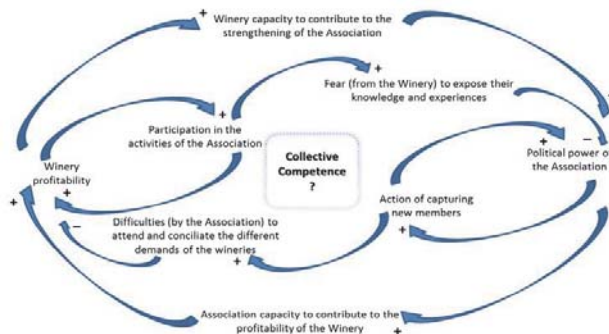 + Winery capacity to contribute to the
strengthening of the Association
+
Fear (from the Winery) to expose their
knowledge and experiences
+
Participation in the
activities of the Association
Collective
Competence
?
+ −
Political power of
the Association
Winery
profitability
+ +
−
Action of capturing
new members
+
Difficulties (by the Association) to
attend and conciliate the different
demands of the wineries
+
Association capacity to contribute to the
profitability of the Winery +